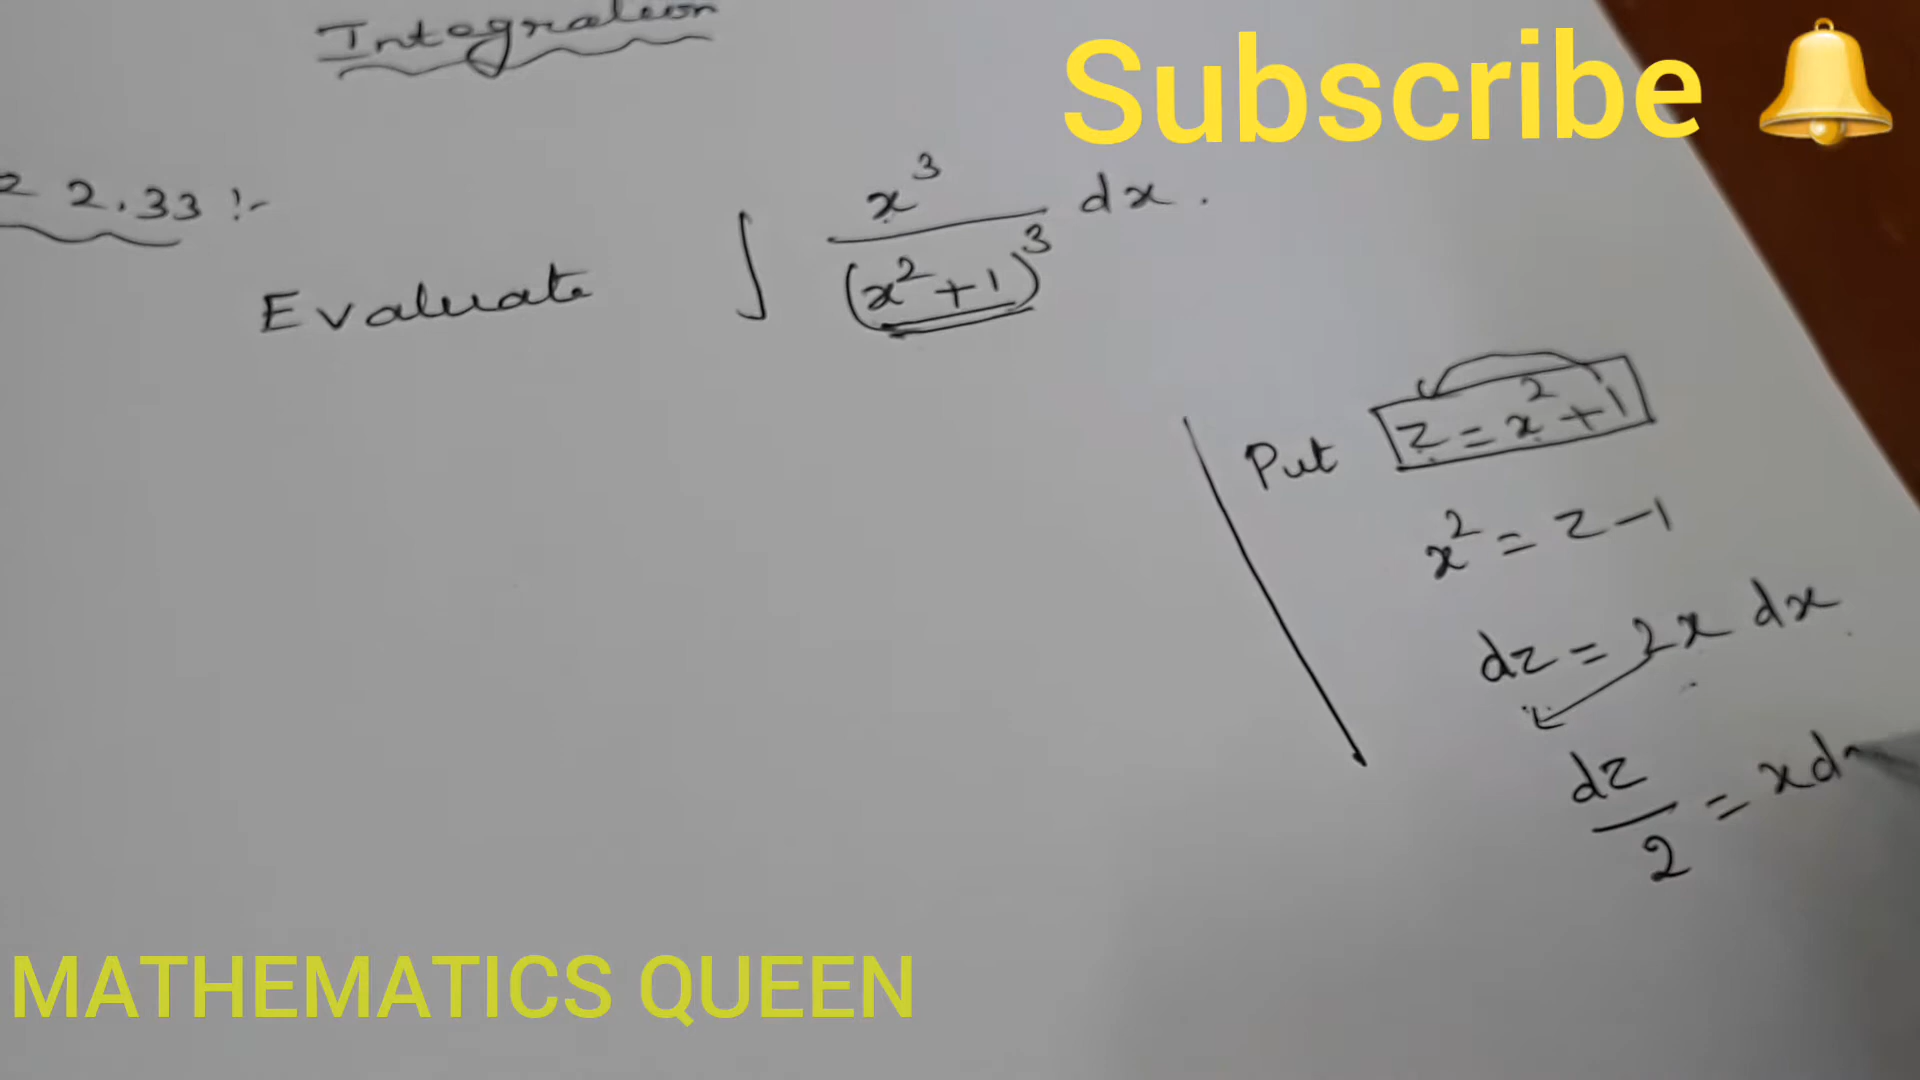 Integration
Subscribe 🔔
2.33 :-
Evaluate ∫ x³/(x²+1)³ dx.
Put z = x²+1
x² = z-1
dz = 2x dx
dz/2 = x
MATHEMATICS QUEEN